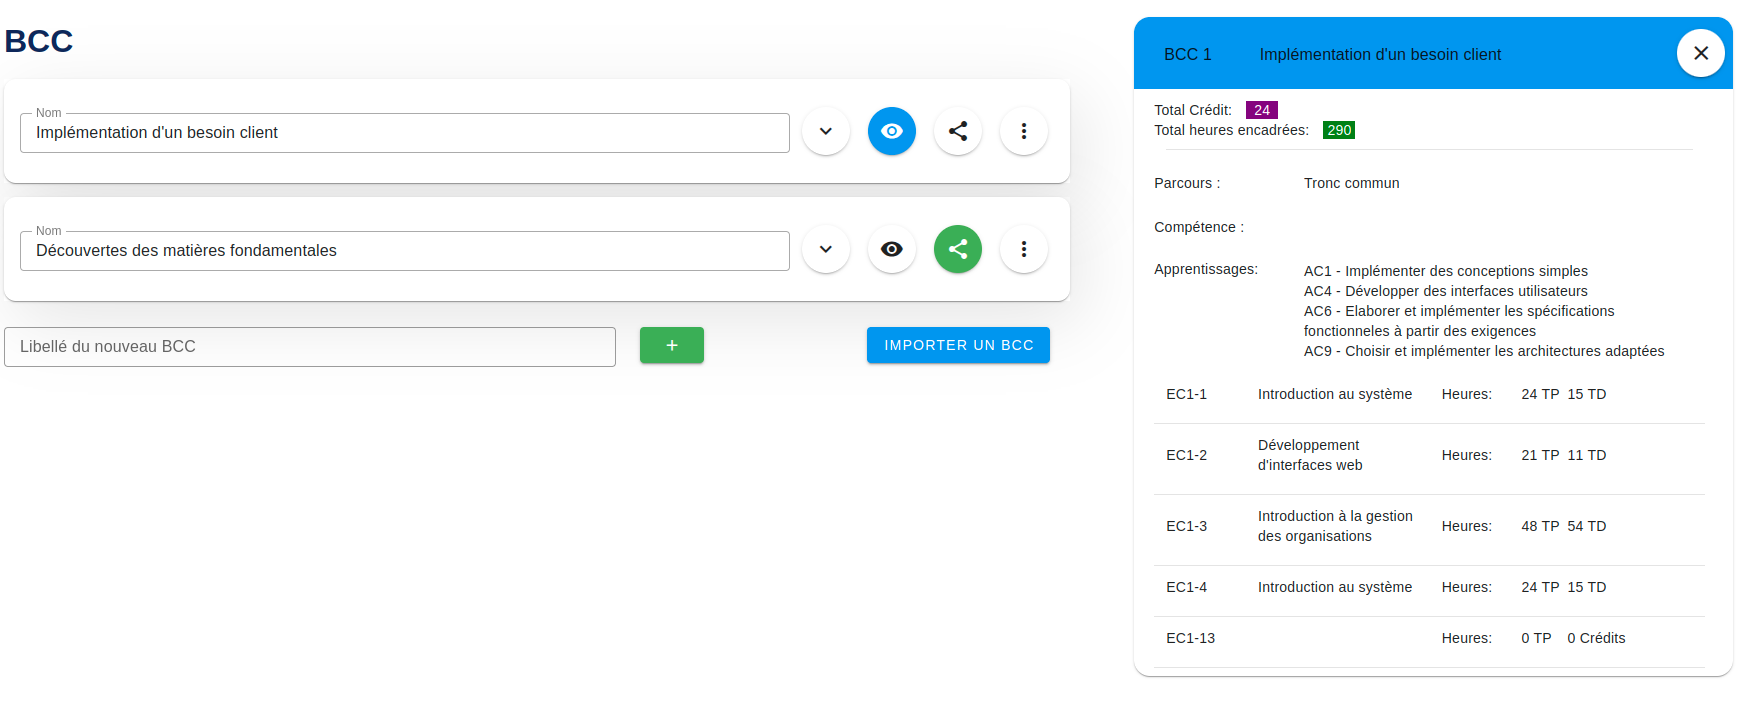 BCC
Nom
Implémentation d'un besoin client
Nom
Découvertes des matières fondamentales
Libellé du nouveau BCC
+
IMPORTER UN BCC
BCC 1 Implémentation d'un besoin client
Total Crédit: 24
Total heures encadrées: 290
Parcours : Tronc commun
Compétence :
Apprentissages: AC1 - Implémenter des conceptions simples
AC4 - Développer des interfaces utilisateurs
AC6 - Elaborer et implémenter les spécifications
fonctionneles à partir des exigences
AC9 - Choisir et implémenter les architectures adaptées
EC1-1 Introduction au système Heures: 24 TP 15 TD
EC1-2 Développement
d'interfaces web Heures: 21 TP 11 TD
EC1-3 Introduction à la gestion
des organisations Heures: 48 TP 54 TD
EC1-4 Introduction au système Heures: 24 TP 15 TD
EC1-13 Heures: 0 TP 0 Crédits